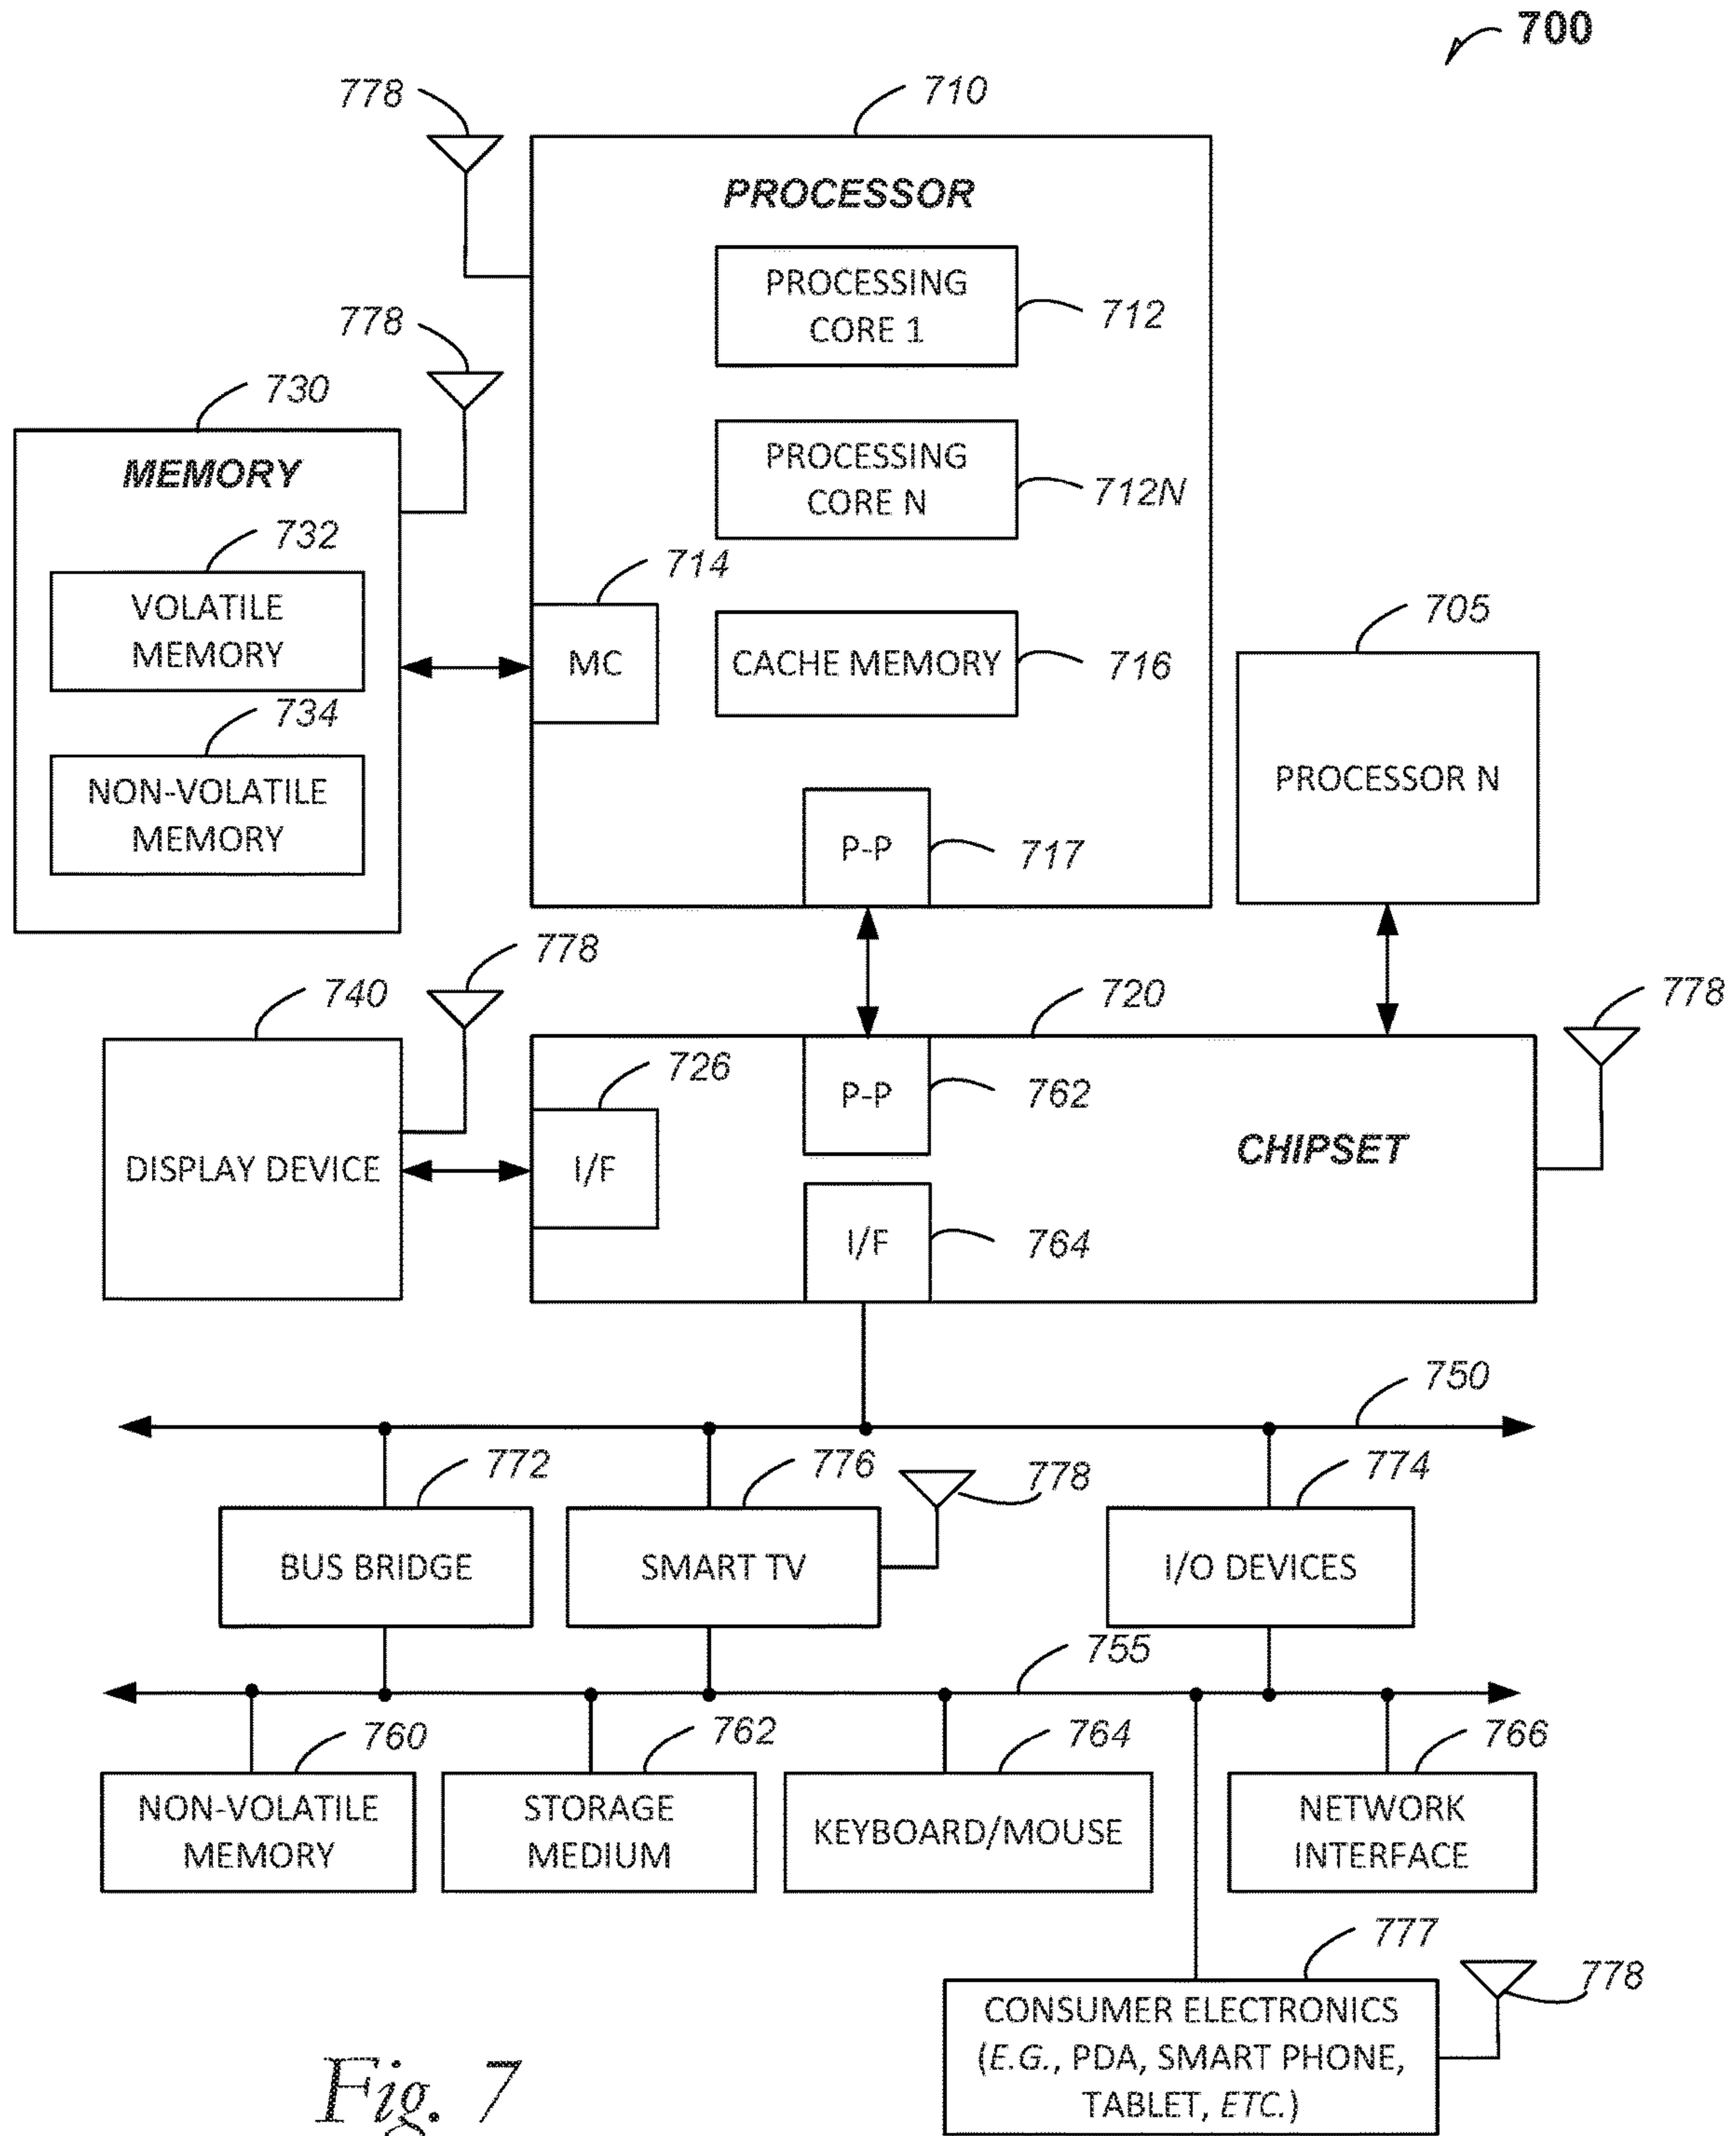 700
778
710
PROCESSOR
PROCESSING
CORE 1
712
778
730
MEMORY
PROCESSING
CORE N
712N
732
VOLATILE
MEMORY
714
MC
CACHE MEMORY
716
705
PROCESSOR N
734
NON-VOLATILE
MEMORY
P-P
717
778
740
720
778
DISPLAY DEVICE
726
I/F
P-P
762
CHIPSET
I/F
764
750
772
776
778
774
BUS BRIDGE
SMART TV
I/O DEVICES
755
760
762
764
766
NON-VOLATILE
MEMORY
STORAGE
MEDIUM
KEYBOARD/MOUSE
NETWORK
INTERFACE
777
778
CONSUMER ELECTRONICS
(E.G., PDA, SMART PHONE,
TABLET, ETC.)
Fig. 7